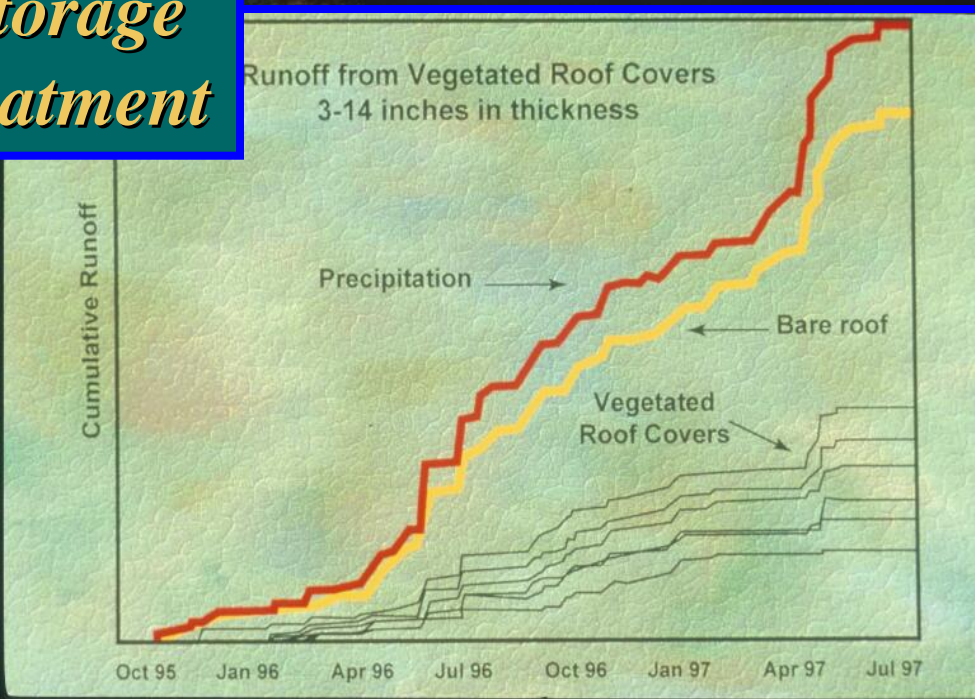 torage
atment
Runoff from Vegetated Roof Covers
3-14 inches in thickness
Cumulative Runoff
Precipitation
Bare roof
Vegetated
Roof Covers
Oct 95 Jan 96 Apr 96 Jul 96 Oct 96 Jan 97 Apr 97 Jul 97